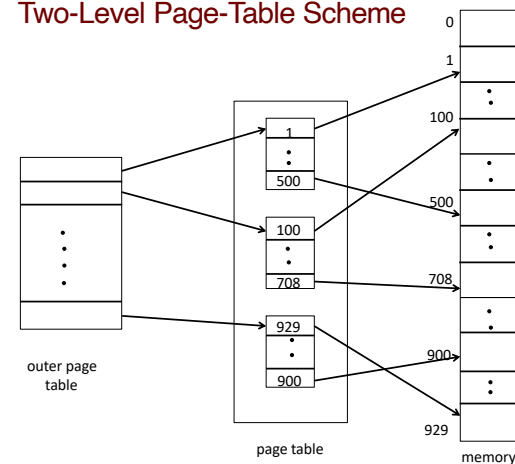 Two-Level Page-Table Scheme
0
1
100
500
708
900
929
1
500
100
708
929
900
outer page
table
page table
memory